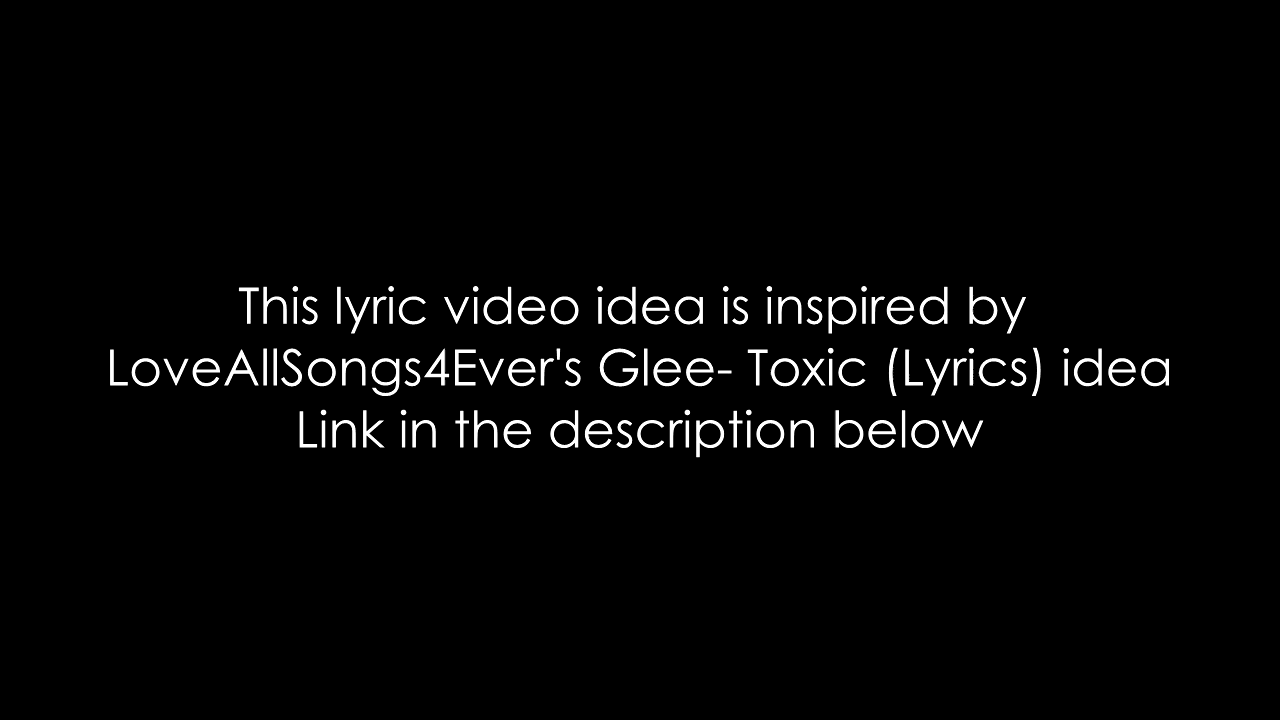 This lyric video idea is inspired by
LoveAllSongs4Ever's Glee- Toxic (Lyrics) idea
Link in the description below